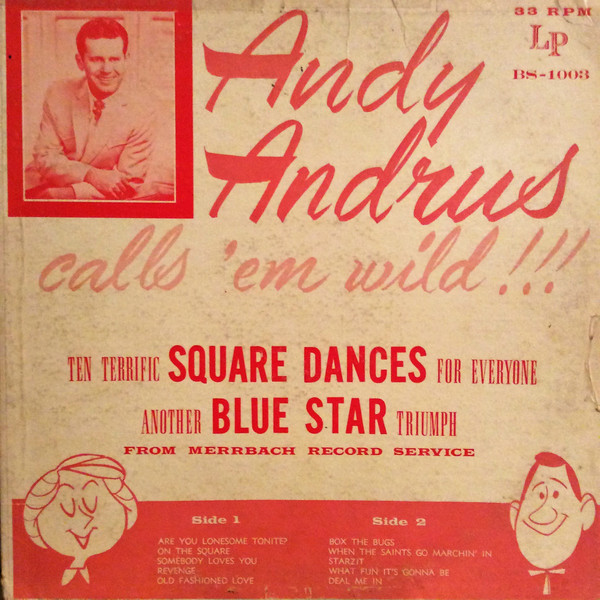 33 RPM
LP
BS-1003
Andy
Andrus
calls 'em wild!!!
TEN TERRIFIC SQUARE DANCES FOR EVERYONE
ANOTHER BLUE STAR TRIUMPH
FROM MERRBACH RECORD SERVICE
Side 1
ARE YOU LONESOME TONITE?
ON THE SQUARE
SOMEBODY LOVES YOU
REVENGE
OLD FASHIONED LOVE
Side 2
BOX THE BUGS
WHEN THE SAINTS GO MARCHIN' IN
STARZIT
WHAT FUN IT'S GONNA BE
DEAL ME IN